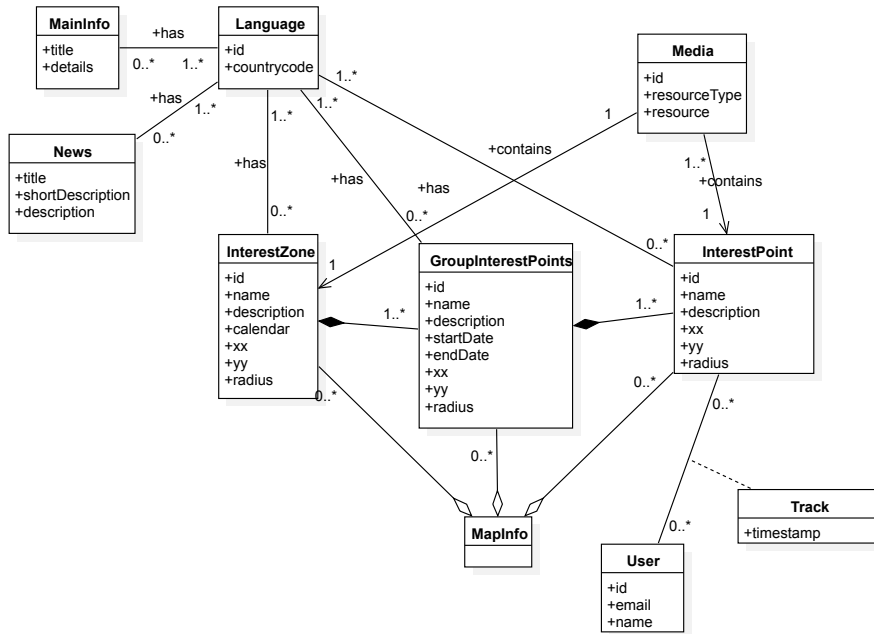 MainInfo
+title
+details
+has
0..*
1..*
Language
+id
+countrycode
Media
+id
+resourceType
+resource
+has
1..*
0..*
News
+title
+shortDescription
+description
1..*
+has
0..*
1..*
+has
0..*
1..*
+contains
0..*
1
+has
1
1..*
+contains
1
InterestZone
+id
+name
+description
+calendar
+xx
+yy
+radius
1..*
GroupInterestPoints
+id
+name
+description
+startDate
+endDate
+xx
+yy
+radius
1..*
InterestPoint
+id
+name
+description
+xx
+yy
+radius
0..*
0..*
0..*
0..*
MapInfo
0..*
User
+id
+email
+name
Track
+timestamp